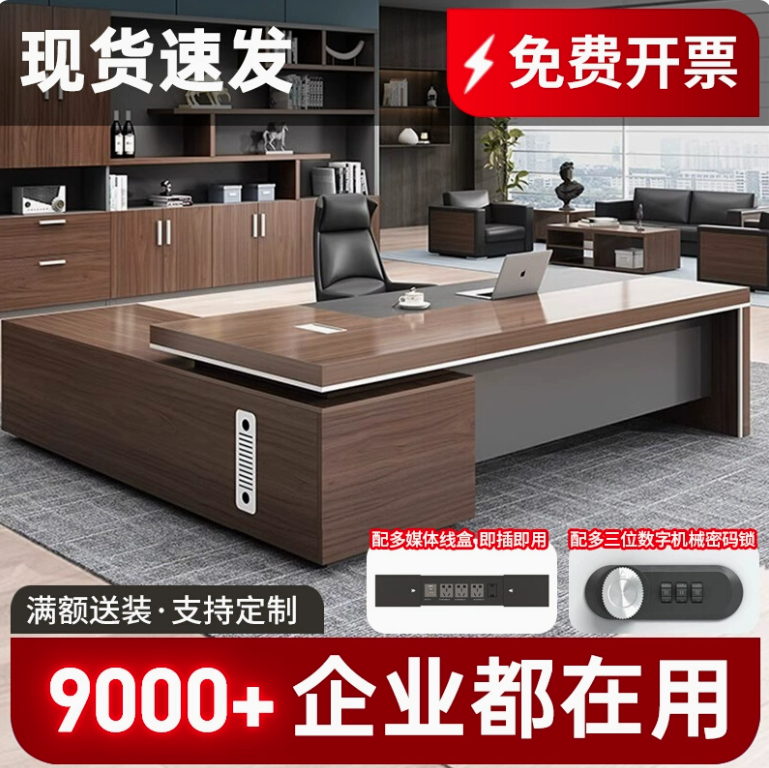 现货速发
免费开票
配多媒体线盒 即插即用
配多三位数字机械密码锁
满额送装·支持定制
9000+ 企业都在用